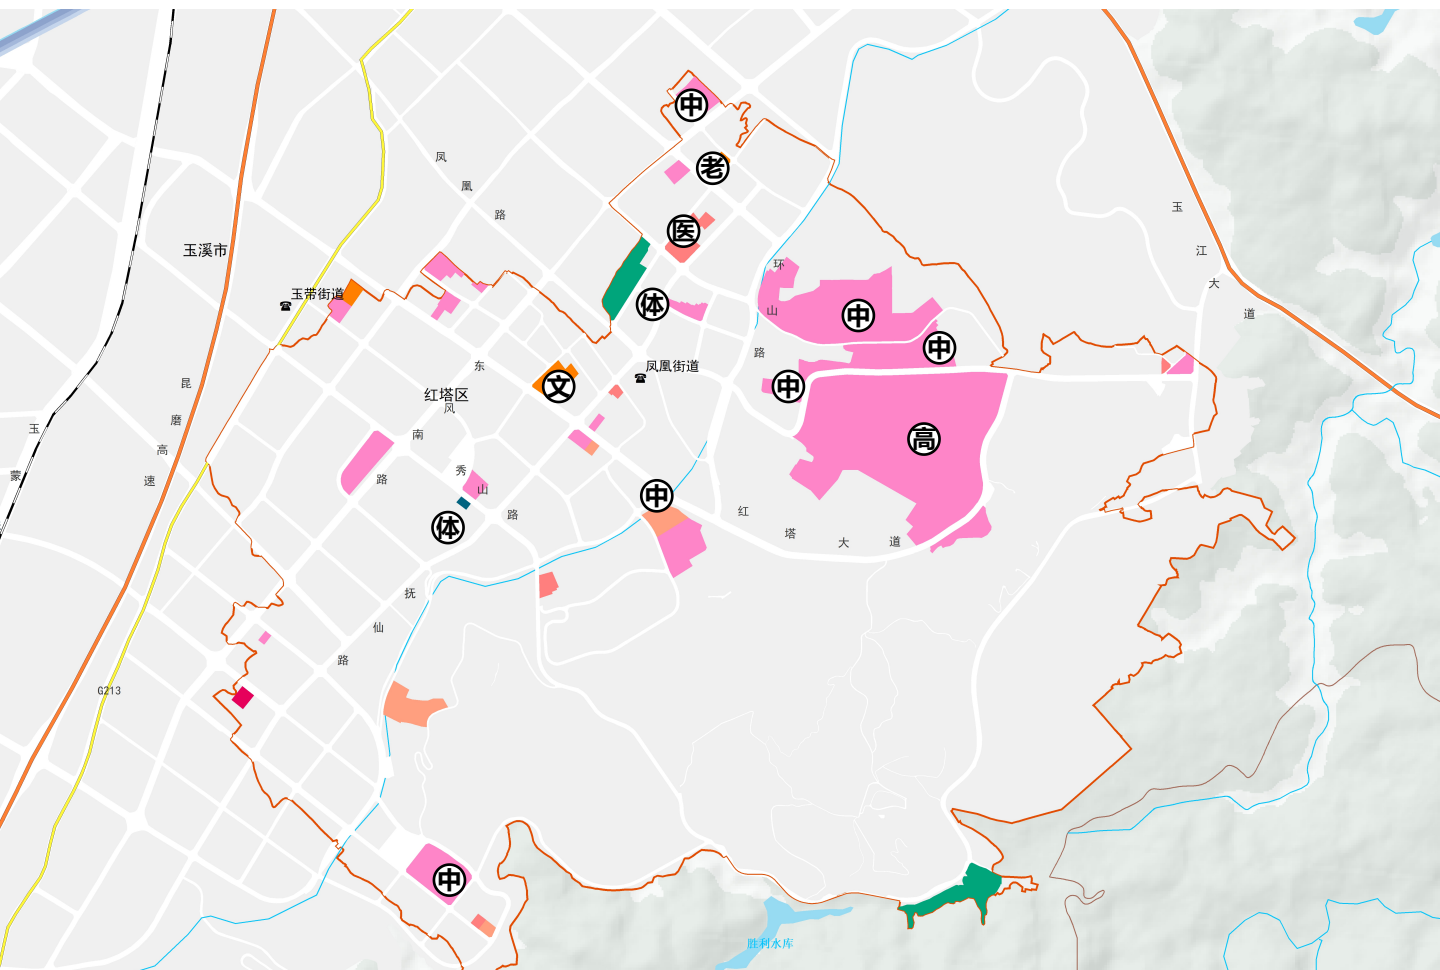 中
老
凤
凰
路
玉
医
玉溪市
江
环
大
玉带街道
体
山
中
道
中
路
凤凰街道
东
昆
文
中
红塔区
风
磨
玉
南
高
高
秀
蒙
速
路
山
中
红
路
体
塔
大
道
抚
仙
路
G213
中
胜利水库